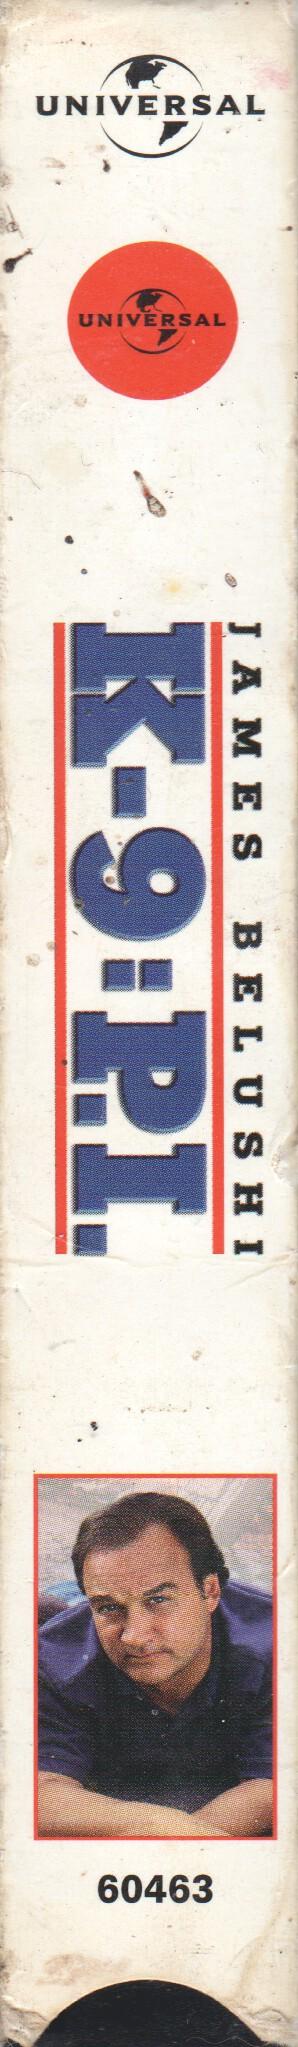 UNIVERSAL
UNIVERSAL
JAMES BELUSHI
K-9: P.I.
60463